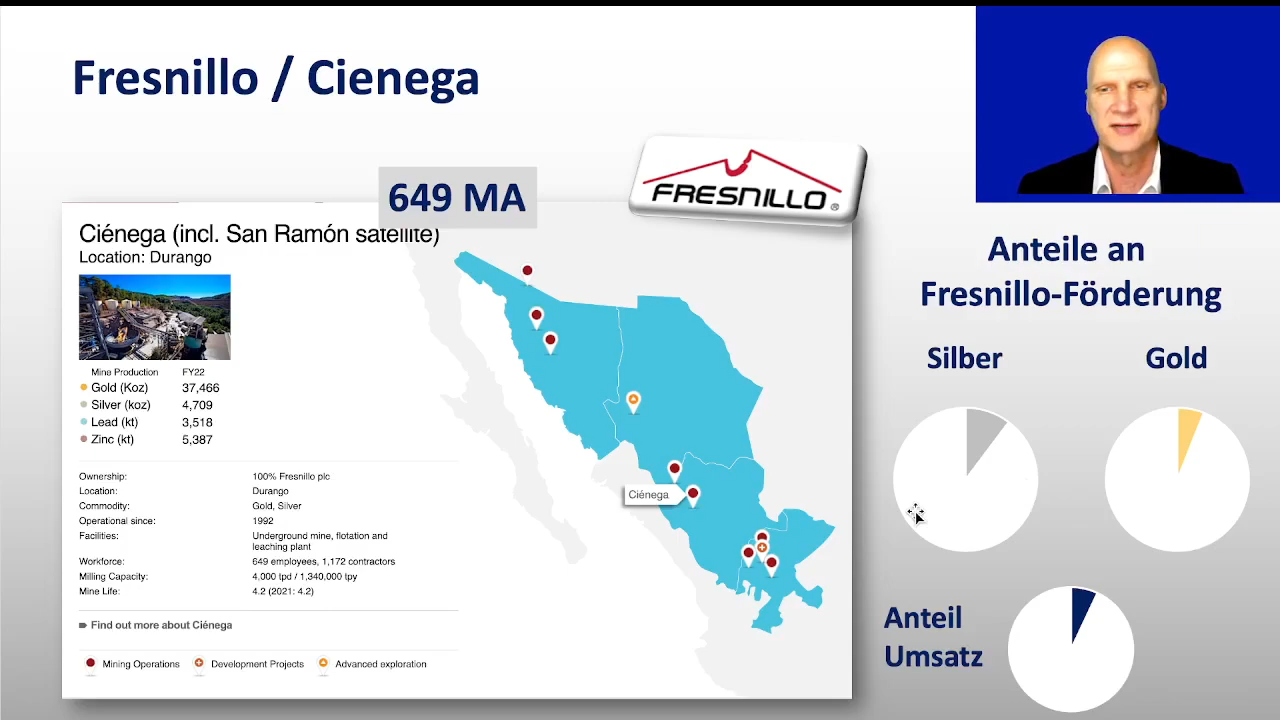 Fresnillo / Cienega
649 MA
FRESNILLO ®
Ciénega (incl. San Ramón satellite)
Location: Durango
Mine Production FY22
Gold (Koz) 37,466
Silver (koz) 4,709
Lead (kt) 3,518
Zinc (kt) 5,387
Ownership: 100% Fresnillo plc
Location: Durango
Commodity: Gold, Silver
Operational since: 1992
Facilities: Underground mine, flotation and
leaching plant
Workforce: 649 employees, 1,172 contractors
Milling Capacity: 4.000 tpd / 1,340,000 tpy
Mine Life: 4.2 (2021: 4.2)
Find out more about Ciénega
Mining Operations Development Projects Advanced exploration
Ciénega
Anteile an
Fresnillo-Förderung
Silber Gold
Anteil
Umsatz